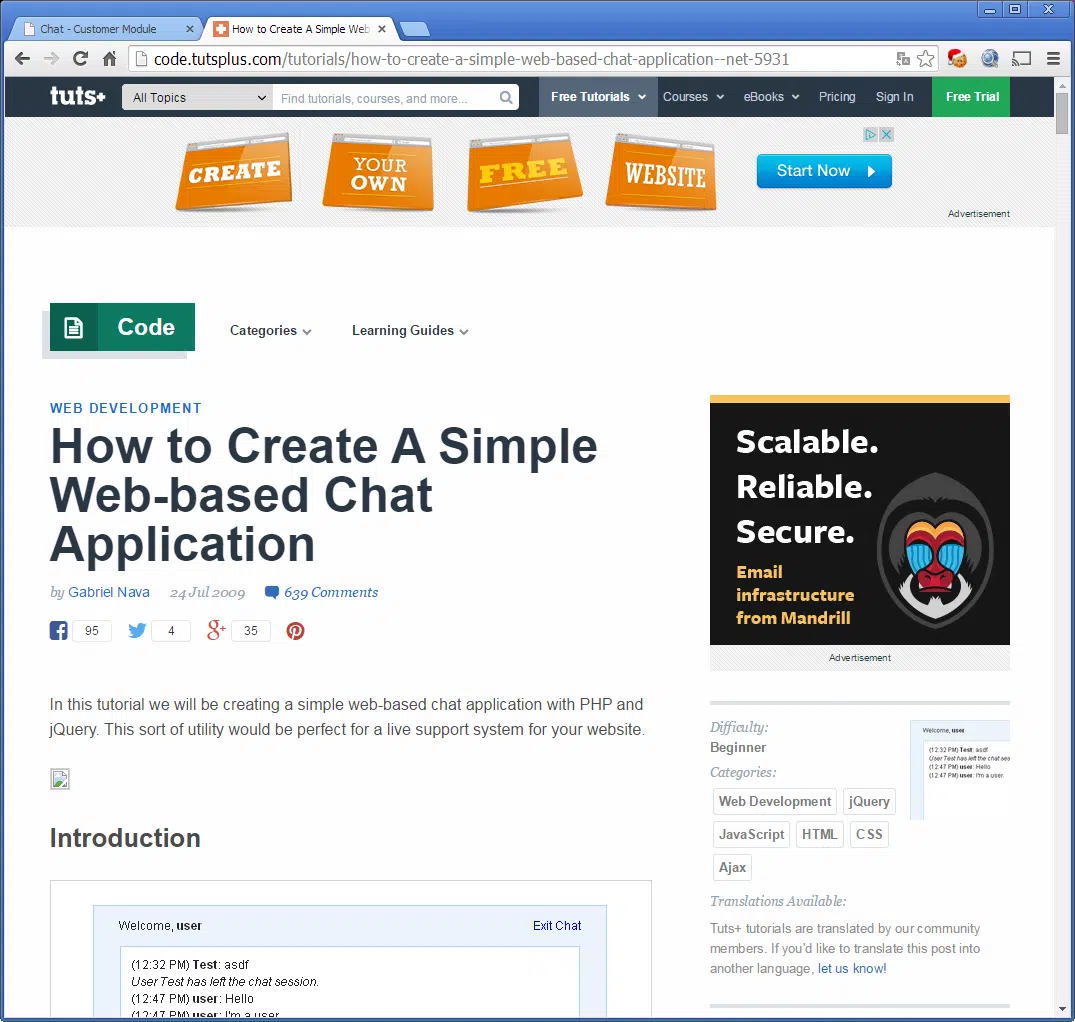 Chat - Customer Module
How to Create A Simple Web
code.tutsplus.com/tutorials/how-to-create-a-simple-web-based-chat-application--net-5931
tuts+
All Topics
Find tutorials, courses, and more...
Free Tutorials
Courses
eBooks
Pricing
Sign In
Free Trial
CREATE
YOUR
OWN
FREE
WEBSITE
Start Now
Advertisement
Code
Categories
Learning Guides
WEB DEVELOPMENT
How to Create A Simple
Web-based Chat
Application
by Gabriel Nava 24 Jul 2009 639 Comments
95
4
35
In this tutorial we will be creating a simple web-based chat application with PHP and
jQuery. This sort of utility would be perfect for a live support system for your website.
Introduction
Welcome, user
Exit Chat
(12:32 PM) Test: asdf
User Test has left the chat session.
(12:47 PM) user: Hello
(12:47 PM) user: I'm a user
Scalable.
Reliable.
Secure.
Email
infrastructure
from Mandrill
Advertisement
Difficulty:
Beginner
Categories:
Web Development
jQuery
JavaScript
HTML
CSS
Ajax
Welcome, user
(12:32 PM) Test: asdf
User Test has left the chat ses
(12:47 PM) user: Hello
(12:47 PM) user: I'm a user.
Translations Available:
Tuts+ tutorials are translated by our community
members. If you'd like to translate this post into
another language, let us know!